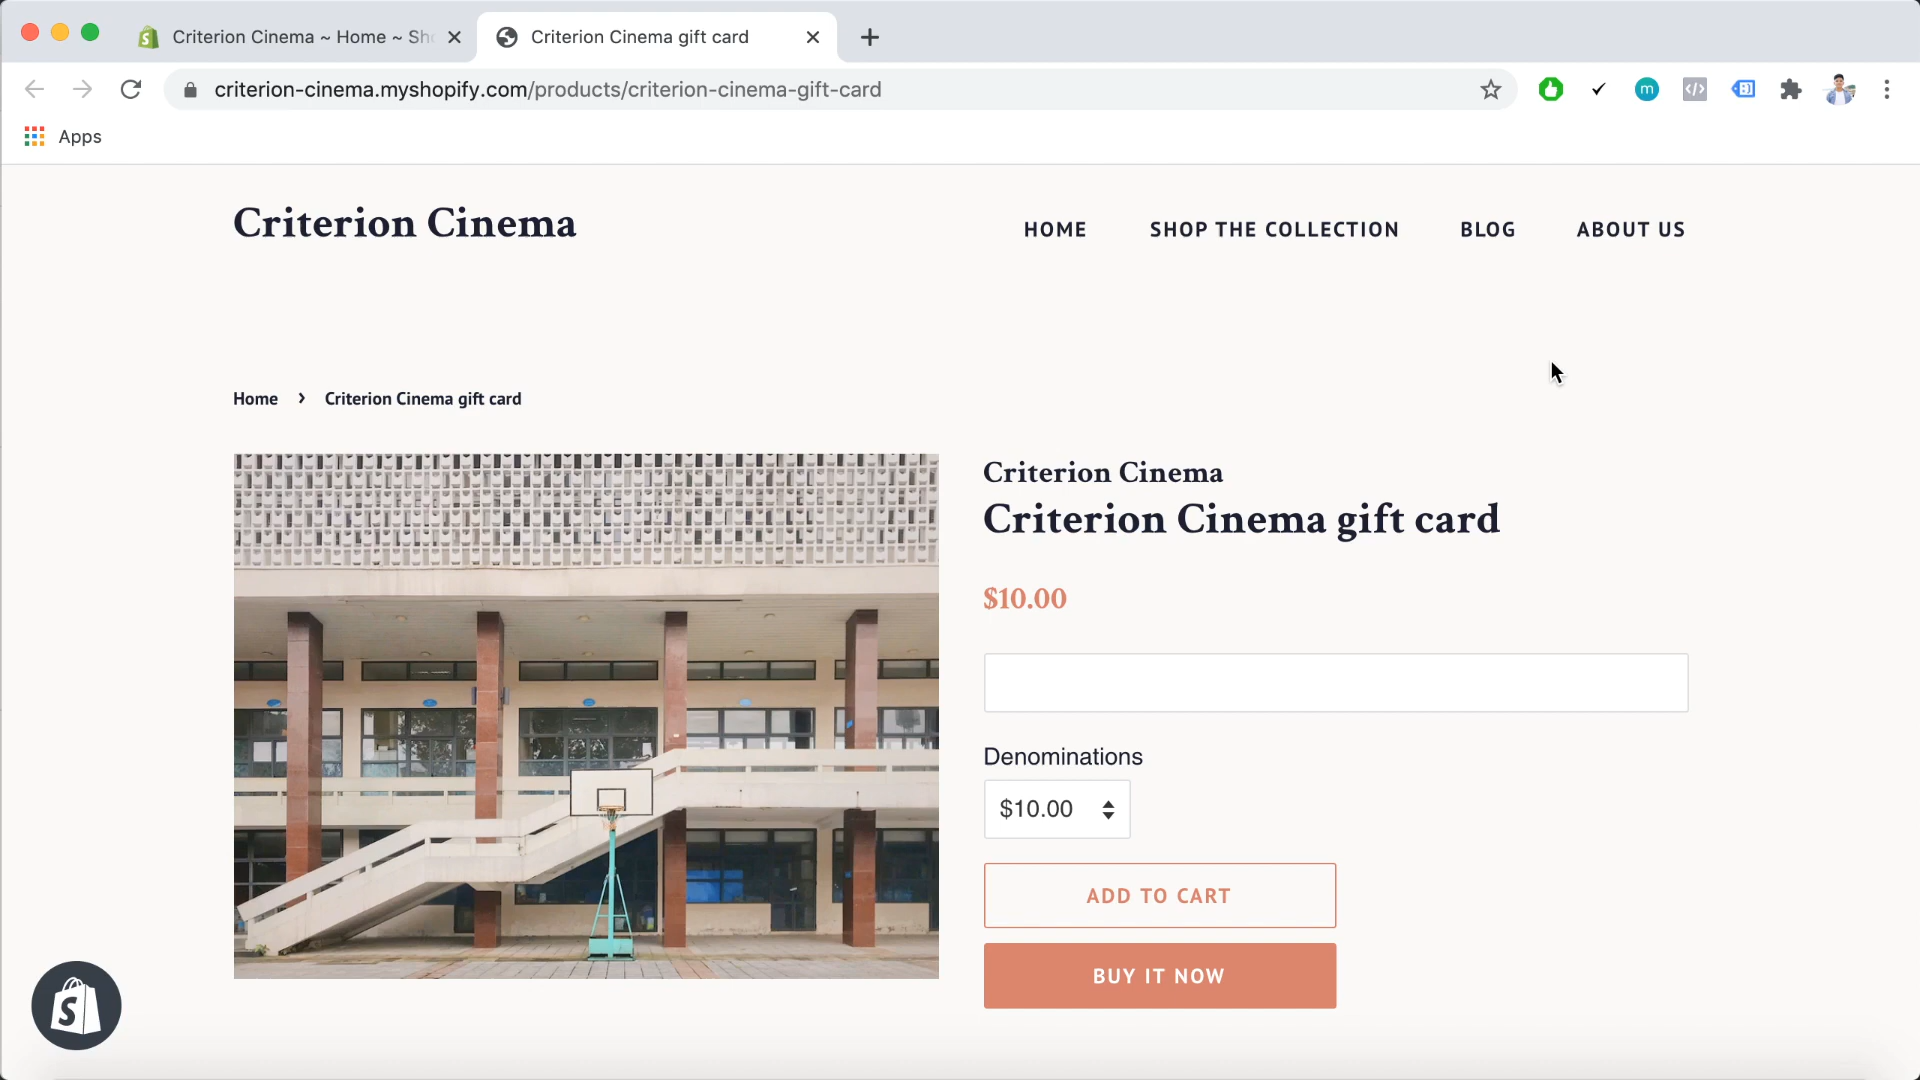 Criterion Cinema ~ Home ~ Sh
Criterion Cinema gift card
criterion-cinema.myshopify.com/products/criterion-cinema-gift-card
m
Apps
Criterion Cinema
HOME
SHOP THE COLLECTION
BLOG
ABOUT US
Home › Criterion Cinema gift card
Criterion Cinema
Criterion Cinema gift card
$10.00
Denominations
$10.00
ADD TO CART
BUY IT NOW